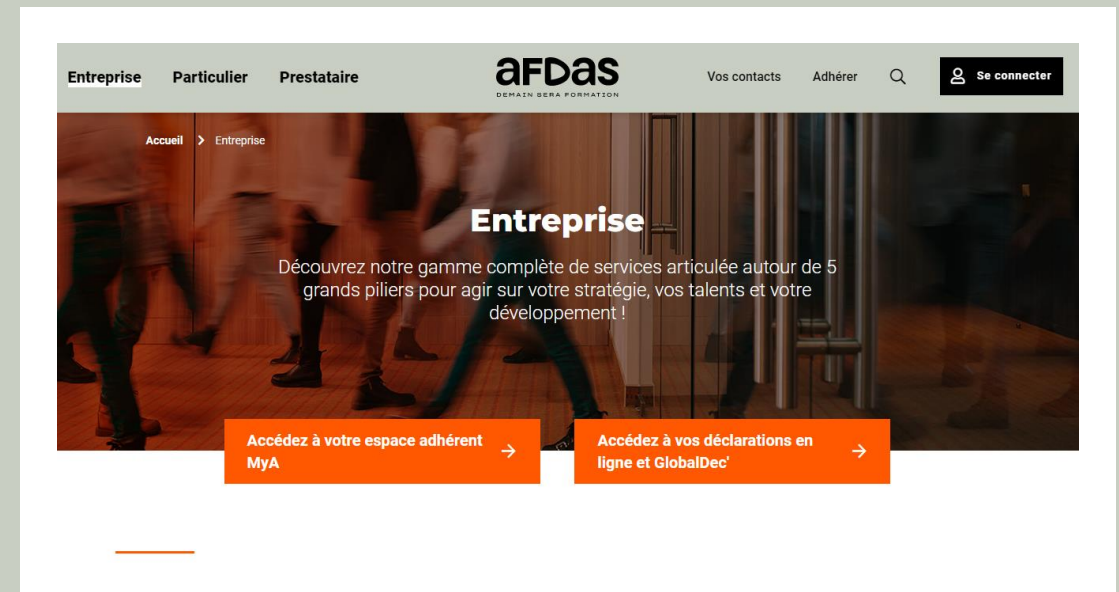 Entreprise Particulier Prestataire
aFDas
DEMAIN SERA FORMATION
Vos contacts Adhérer
Se connecter
Accueil > Entreprise
Entreprise
Découvrez notre gamme complète de services articulée autour de 5
grands piliers pour agir sur votre stratégie, vos talents et votre
développement !
Accédez à votre espace adhérent
MyA
Accédez à vos déclarations en
ligne et GlobalDec'